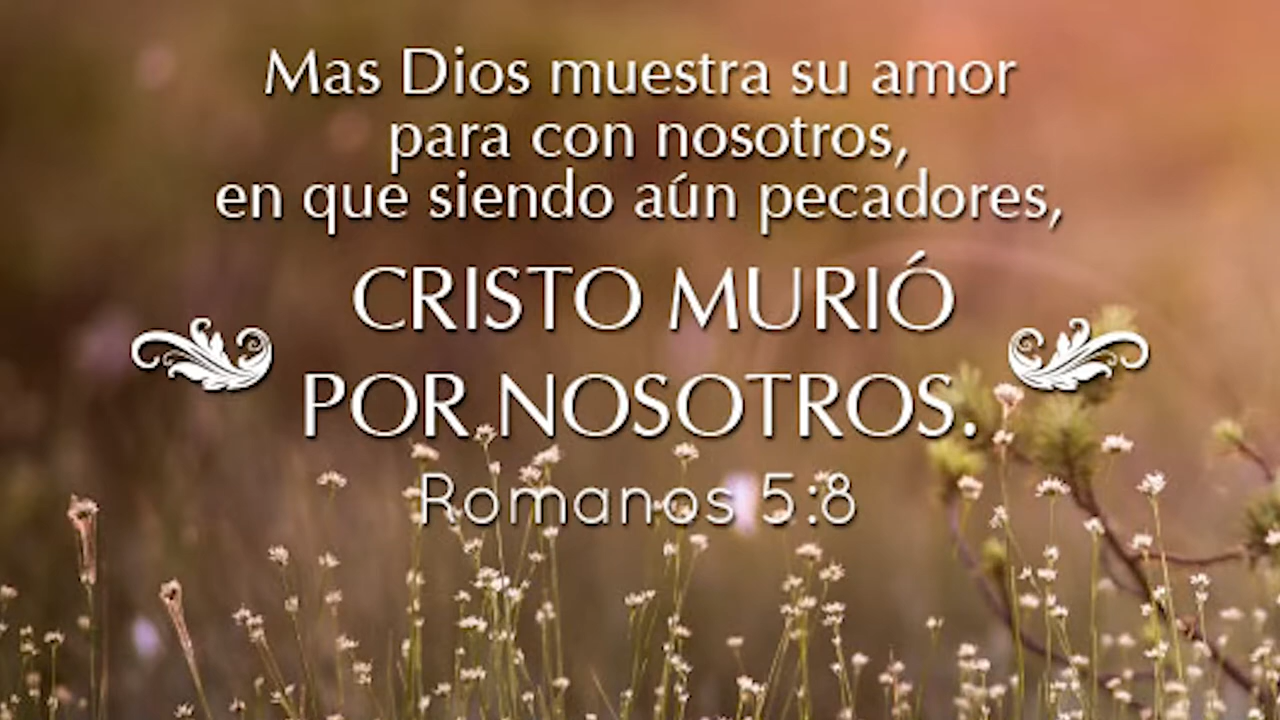 Mas Dios muestra su amor
para con nosotros,
en que siendo aún pecadores,
CRISTO MURIÓ
POR NOSOTROS.
Romanos 5:8